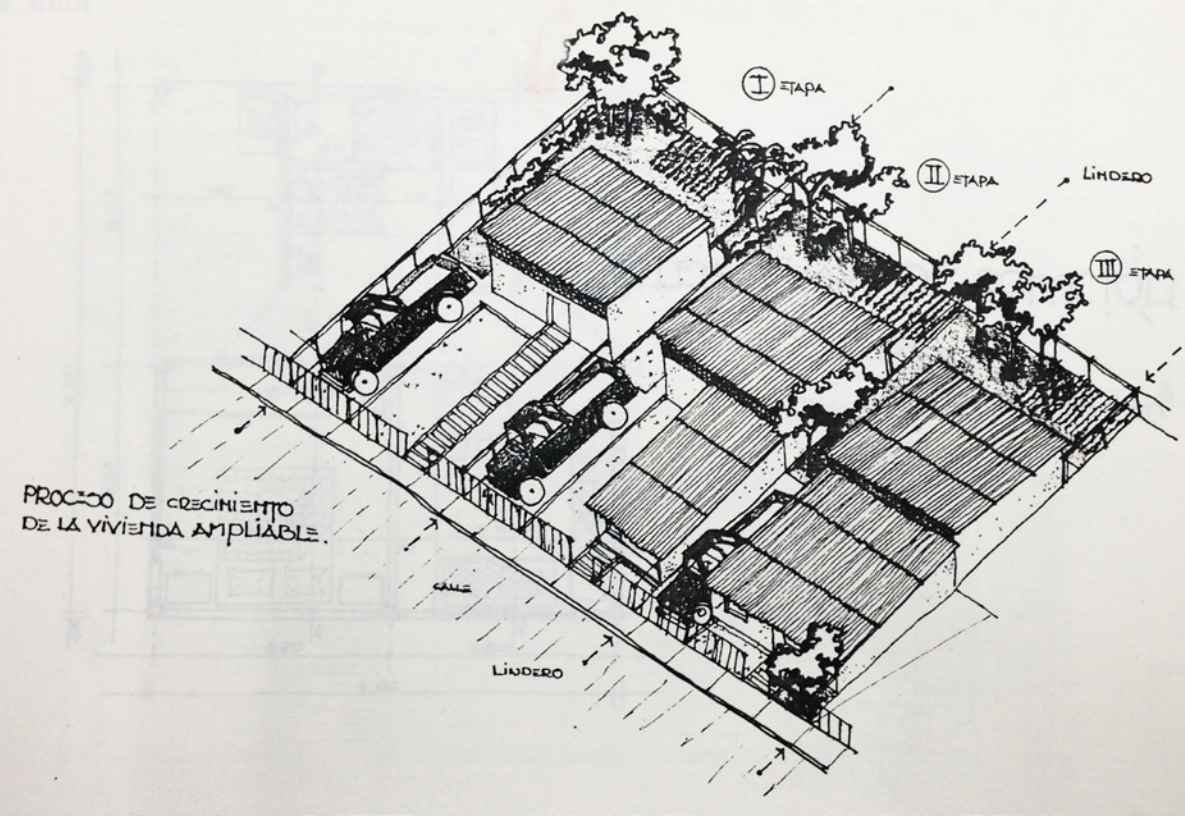 I ETAPA
II ETAPA
LINDERO
III ETAPA
PROCESO DE CRECIMIENTO
DE LA VIVIENDA AMPLIABLE.
CALLE
LINDERO